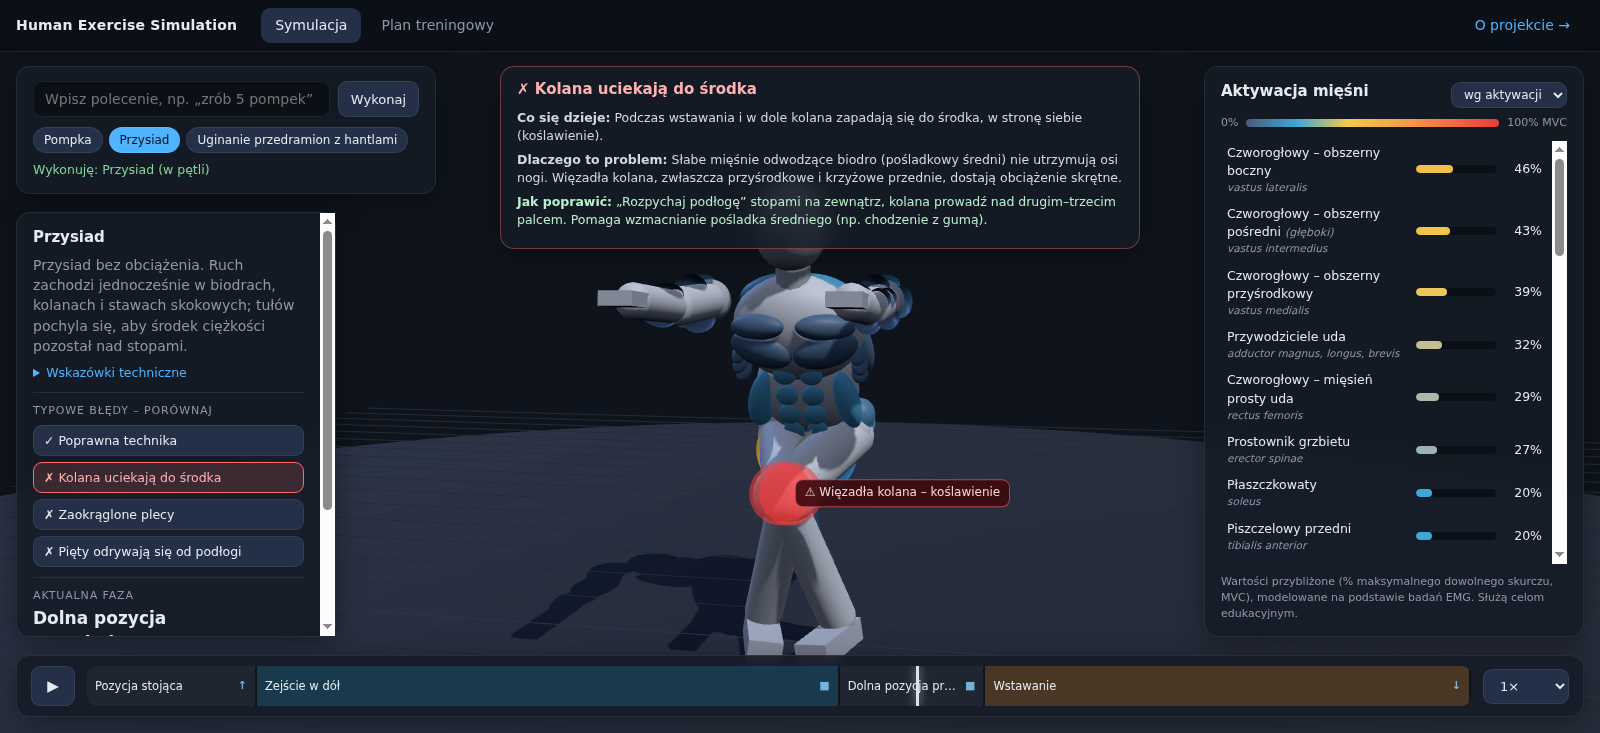 Human Exercise Simulation
Symulacja
Plan treningowy
O projekcie →
Wpisz polecenie, np. „zrób 5 pompek”
Wykonaj
Pompka
Przysiad
Uginanie przedramion z hantlami
Wykonuję: Przysiad (w pętli)
Przysiad
Przysiad bez obciążenia. Ruch
zachodzi jednocześnie w biodrach,
kolanach i stawach skokowych; tułów
pochyla się, aby środek ciężkości
pozostał nad stopami.
▶ Wskazówki techniczne
TYPOWE BŁĘDY – PORÓWNAJ
✓ Poprawna technika
✗ Kolana uciekają do środka
✗ Zaokrąglone plecy
✗ Pięty odrywają się od podłogi
AKTUALNA FAZA
Dolna pozycja
✗ Kolana uciekają do środka
Co się dzieje: Podczas wstawania i w dole kolana zapadają się do środka, w stronę siebie
(koślawienie).
Dlaczego to problem: Słabe mięśnie odwodzące biodro (pośladkowy średni) nie utrzymują osi
nogi. Więzadła kolana, zwłaszcza przyśrodkowe i krzyżowe przednie, dostają obciążenie skrętne.
Jak poprawić: „Rozpychaj podłogę” stopami na zewnątrz, kolana prowadź nad drugim–trzecim
palcem. Pomaga wzmacnianie pośladka średniego (np. chodzenie z gumą).
⚠ Więzadła kolana – koślawienie
Aktywacja mięśni
wg aktywacji
0%
100% MVC
Czworogłowy – obszerny
boczny
vastus lateralis
46%
Czworogłowy – obszerny
pośredni (głęboki)
vastus intermedius
43%
Czworogłowy – obszerny
przyśrodkowy
vastus medialis
39%
Przywodziciele uda
adductor magnus, longus, brevis
32%
Czworogłowy – mięsień
prosty uda
rectus femoris
29%
Prostownik grzbietu
erector spinae
27%
Płaszczkowaty
soleus
20%
Piszczelowy przedni
tibialis anterior
20%
Wartości przybliżone (% maksymalnego dowolnego skurczu,
MVC), modelowane na podstawie badań EMG. Służą celom
edukacyjnym.
▶
Pozycja stojąca ↑
Zejście w dół ■
Dolna pozycja pr... ■
Wstawanie ↓
1×